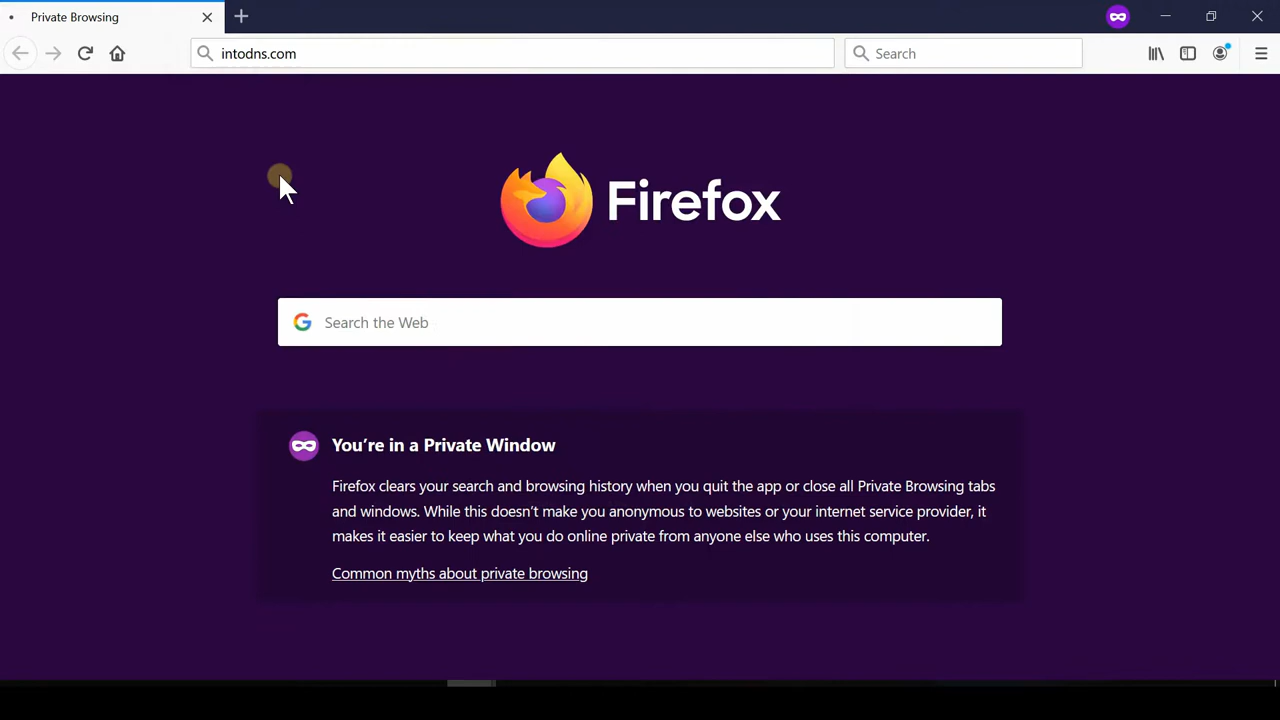 Private Browsing
intodns.com
Search
Firefox
Search the Web
You're in a Private Window
Firefox clears your search and browsing history when you quit the app or close all Private Browsing tabs
and windows. While this doesn't make you anonymous to websites or your internet service provider, it
makes it easier to keep what you do online private from anyone else who uses this computer.
Common myths about private browsing